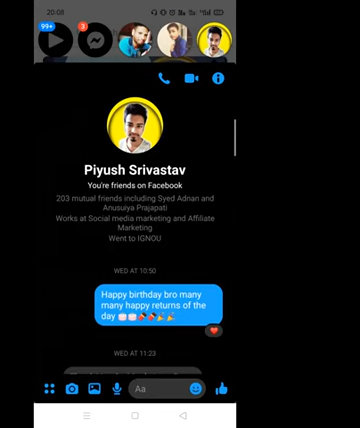 20:08
99+
3
Piyush Srivastav
You're friends on Facebook
203 mutual friends including Syed Adnan and
Anusuiya Prajapati
Works at Social media marketing and Affiliate
Marketing
Went to IGNOU
WED AT 10:50
Happy birthday bro many
many happy returns of the
day
WED AT 11:23
Aa